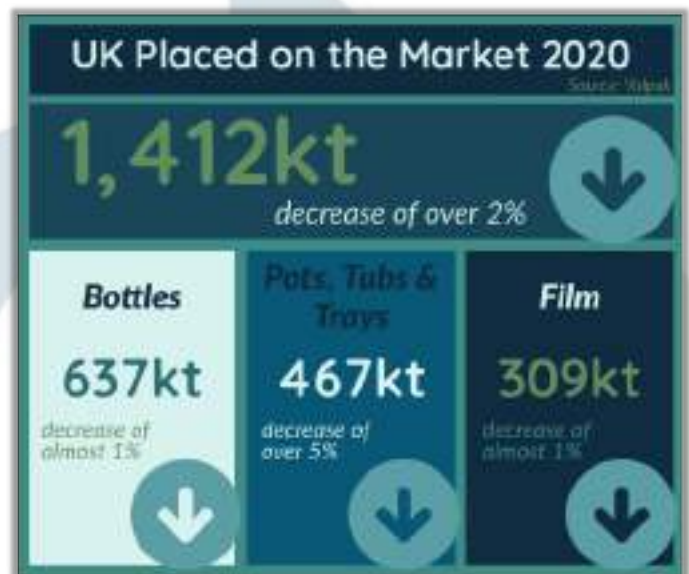 UK Placed on the Market 2020
Source: Valpak
1,412kt
decrease of over 2%
Bottles
637kt
decrease of
almost 1%
Pots, Tubs &
Trays
467kt
decrease of
over 5%
Film
309kt
decrease of
almost 1%